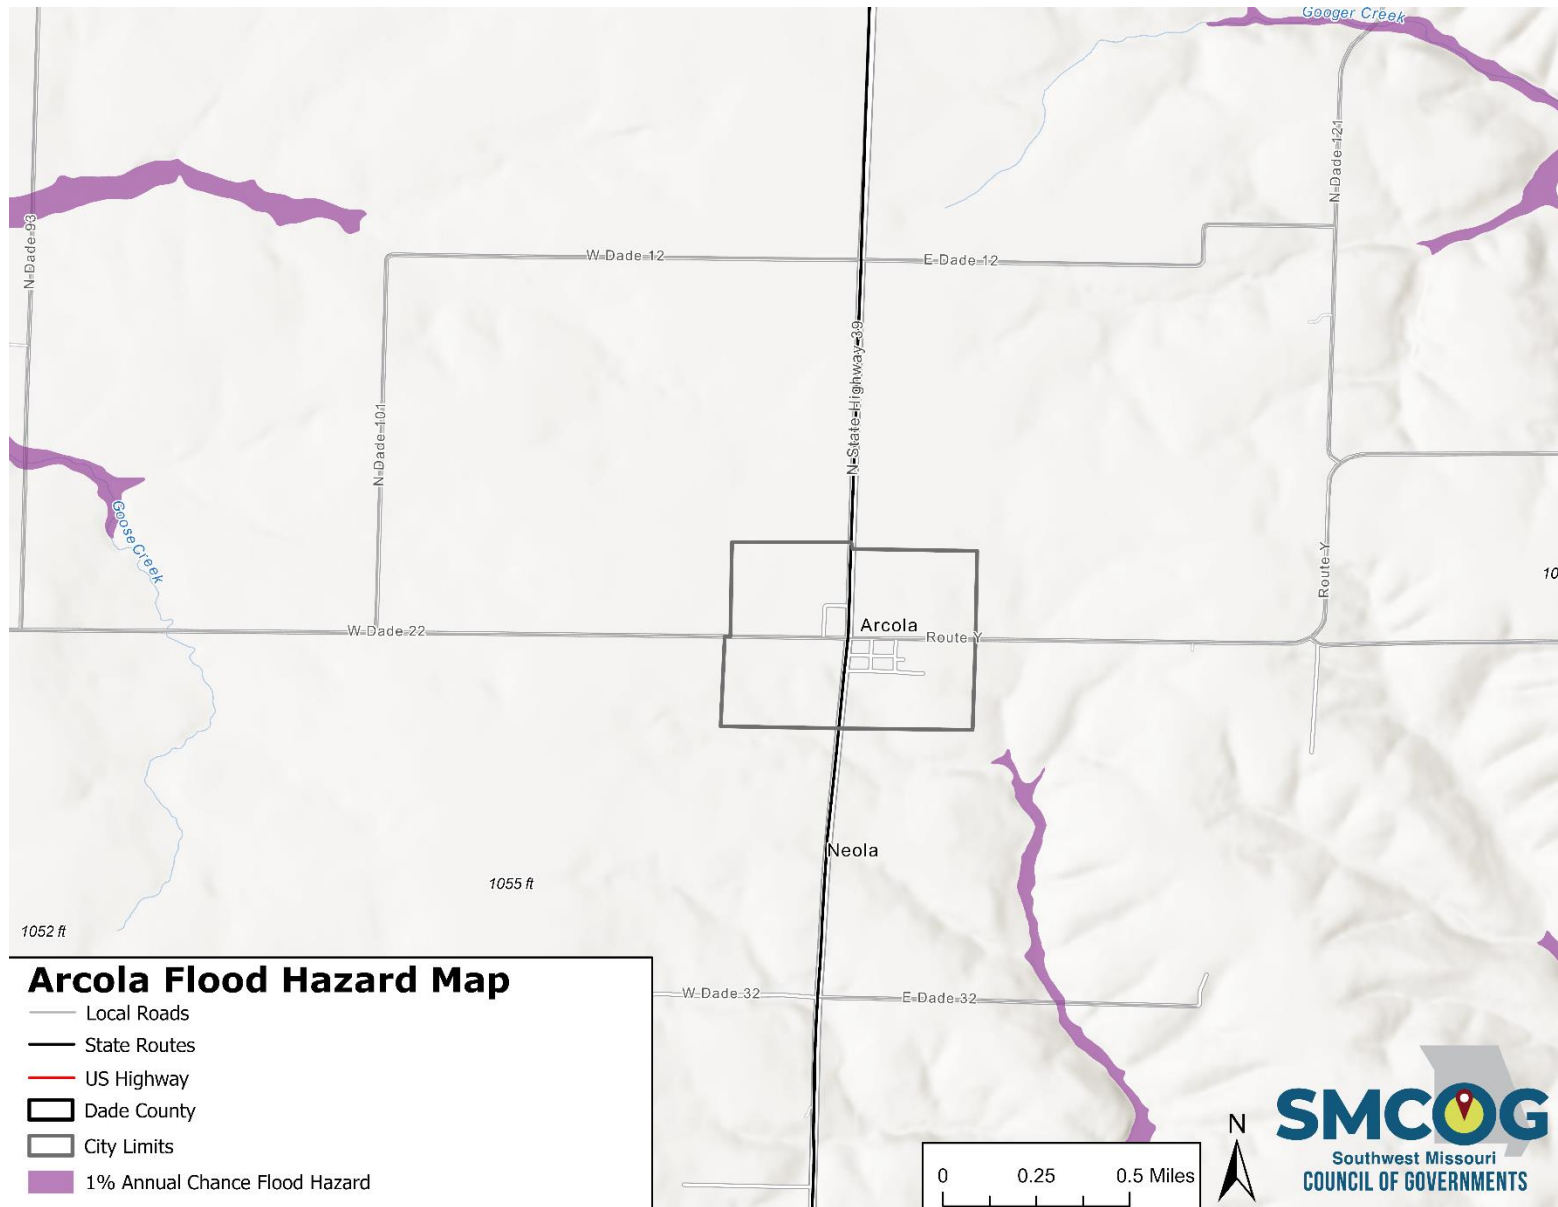 Googer Creek
N-Dade-121
N-Dade-93
W-Dade-12
E-Dade-12
N-State-Highway-39
N-Dade-101
Goose Creek
Route-Y
10
Arcola
W-Dade-22
Route-Y
Neola
1055 ft
1052 ft
W-Dade-32
E-Dade-32
Arcola Flood Hazard Map
Local Roads
State Routes
US Highway
Dade County
City Limits
1% Annual Chance Flood Hazard
0 0.25 0.5 Miles
N
SMCOG
Southwest Missouri
COUNCIL OF GOVERNMENTS